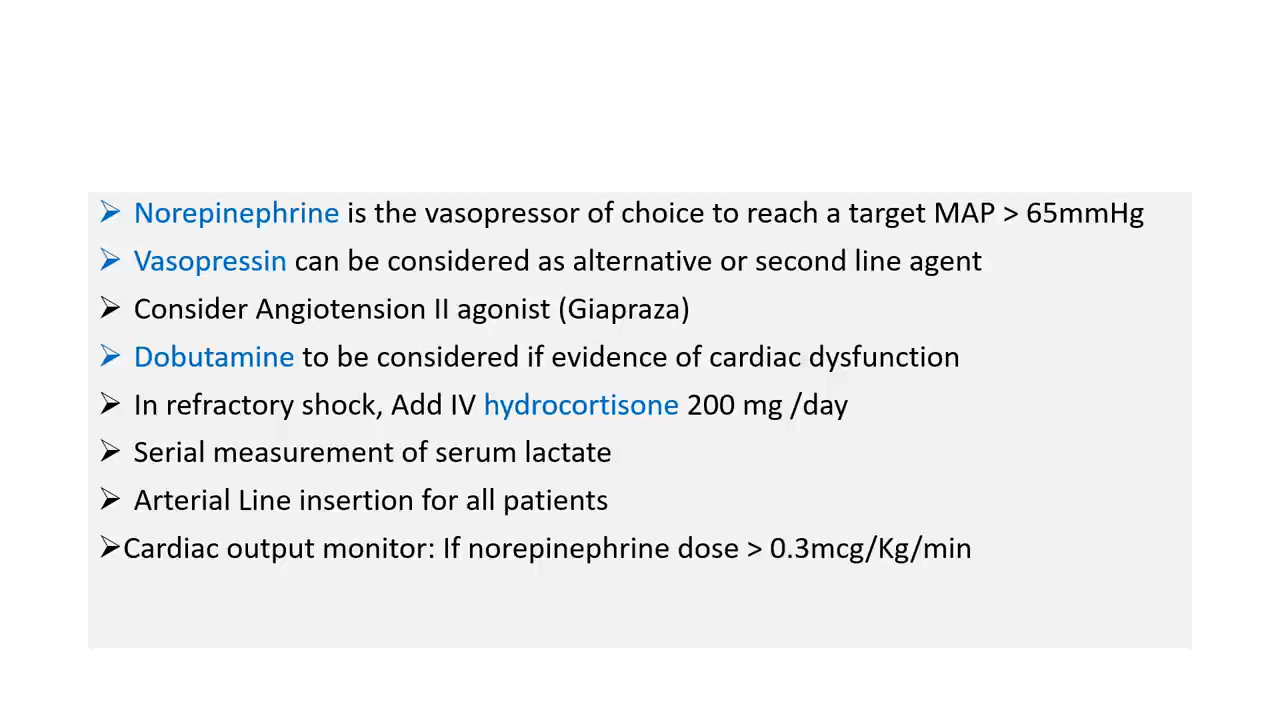 ➢ Norepinephrine is the vasopressor of choice to reach a target MAP > 65mmHg
➢ Vasopressin can be considered as alternative or second line agent
➢ Consider Angiotension II agonist (Giapraza)
➢ Dobutamine to be considered if evidence of cardiac dysfunction
➢ In refractory shock, Add IV hydrocortisone 200 mg /day
➢ Serial measurement of serum lactate
➢ Arterial Line insertion for all patients
➢Cardiac output monitor: If norepinephrine dose > 0.3mcg/Kg/min